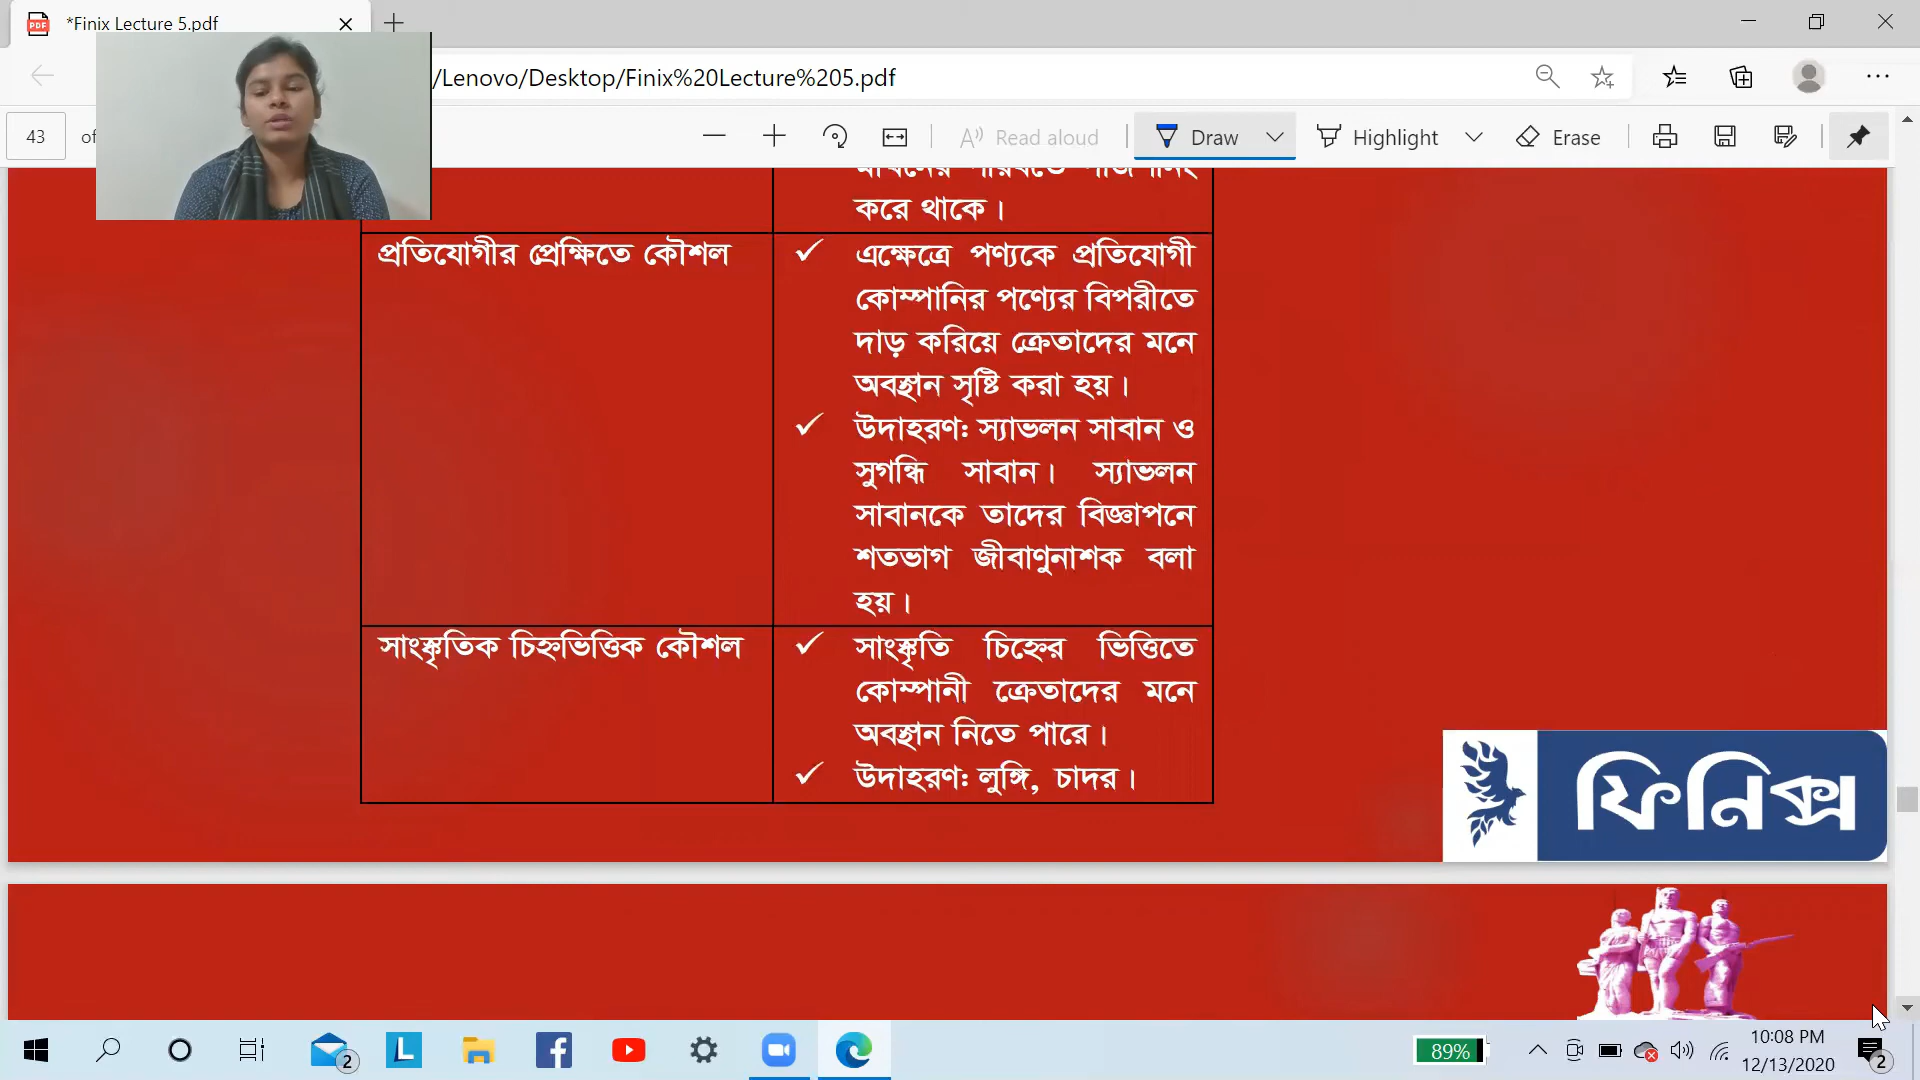 *Finix Lecture 5.pdf
/Lenovo/Desktop/Finix%20Lecture%205.pdf
43 of
Read aloud
Draw
Highlight
Erase
করে থাকে।
প্রতিযোগীর প্রেক্ষিতে কৌশল
এক্ষেত্রে পণ্যকে প্রতিযোগী
কোম্পানির পণ্যের বিপরীতে
দাড় করিয়ে ক্রেতাদের মনে
অবস্থান সৃষ্টি করা হয়।
উদাহরণ: স্যাভলন সাবান ও
সুগন্ধি সাবান। স্যাভলন
সাবানকে তাদের বিজ্ঞাপনে
শতভাগ জীবাণুনাশক বলা
হয়।
সাংস্কৃতিক চিহ্নভিত্তিক কৌশল
সাংস্কৃতি চিহ্নের ভিত্তিতে
কোম্পানী ক্রেতাদের মনে
অবস্থান নিতে পারে।
উদাহরণ: লুঙ্গি, চাদর।
ফিনিক্স
2
89%
10:08 PM
12/13/2020
2